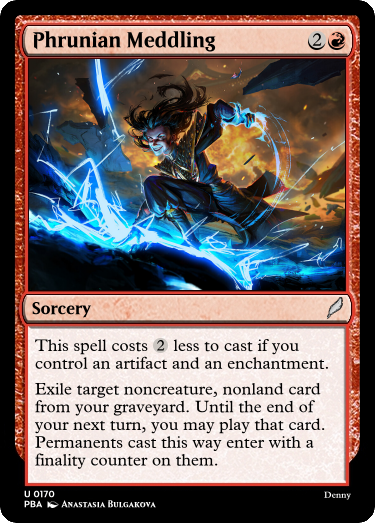 Phrunian Meddling 2
Sorcery
This spell costs 2 less to cast if you
control an artifact and an enchantment.
Exile target noncreature, nonland card
from your graveyard. Until the end of
your next turn, you may play that card.
Permanents cast this way enter with a
finality counter on them.
U 0170
PBA Anastasia Bulgakova
Denny